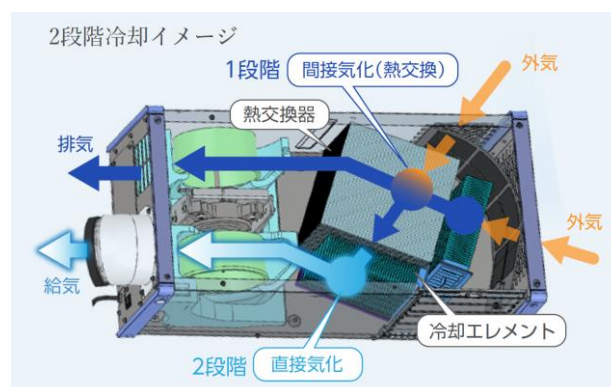 2段階冷却イメージ
1段階 間接気化(熱交換)
外気
熱交換器
排気
外気
給気
冷却エレメント
2段階 直接気化